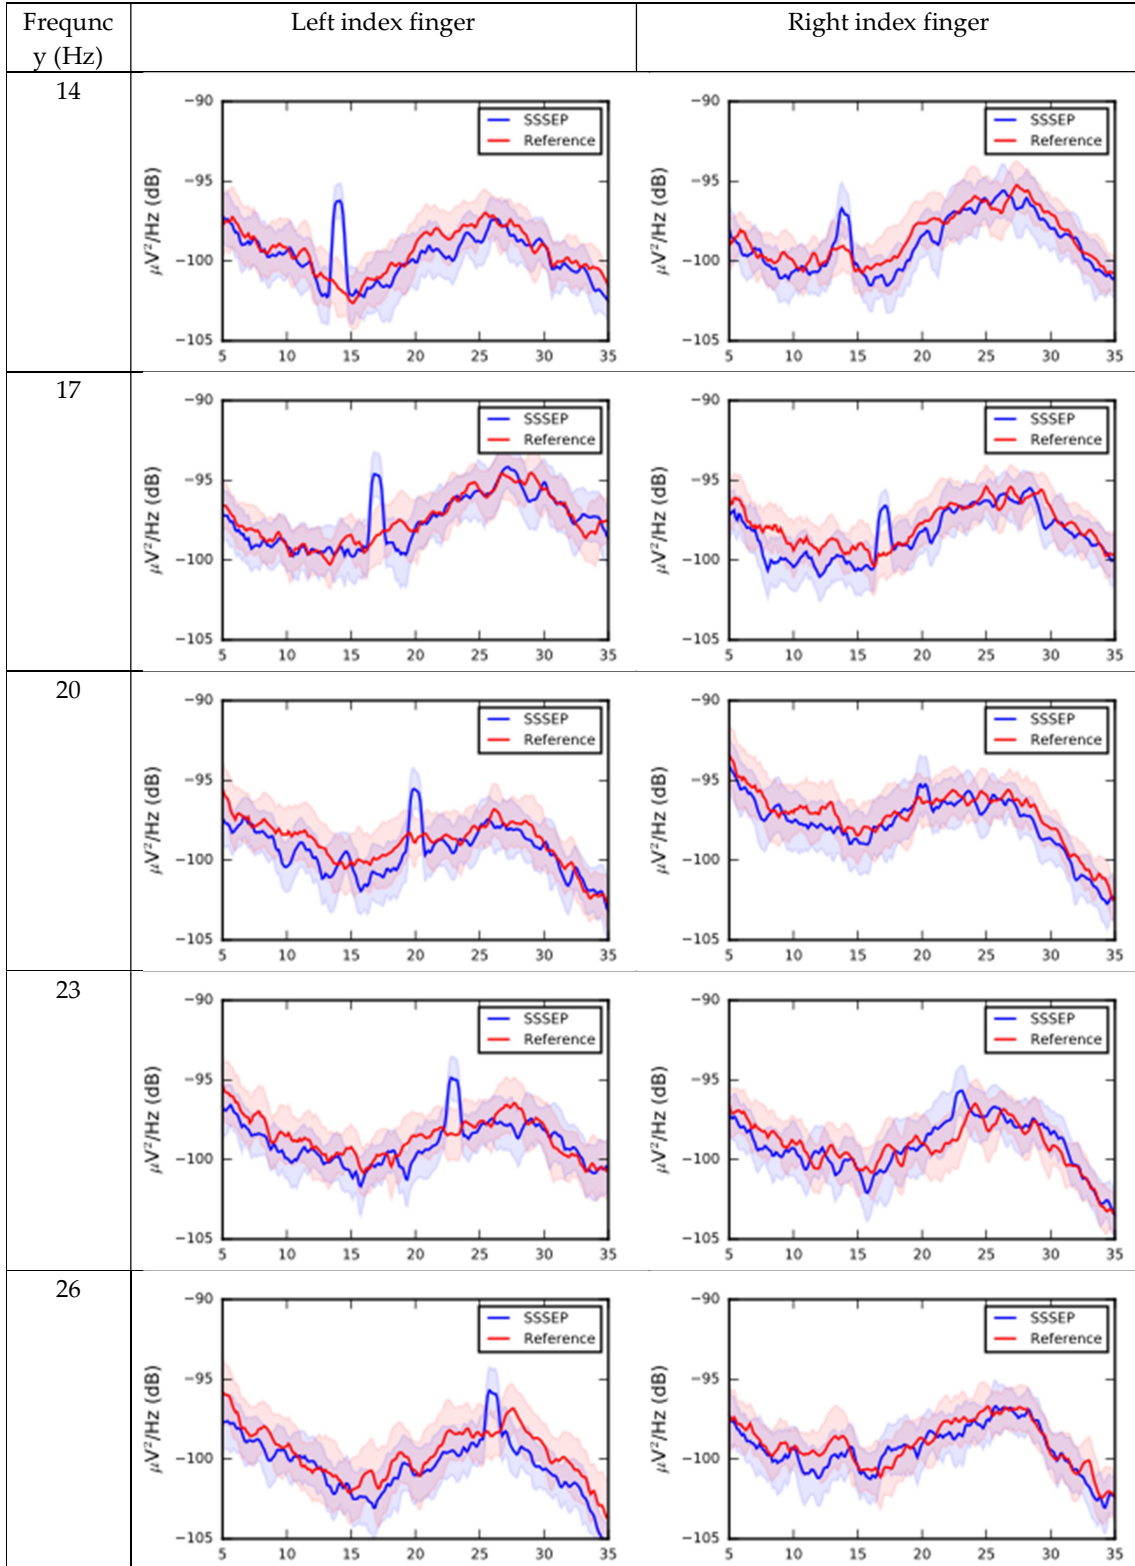 Frequnc
y (Hz)
Left index finger
Right index finger
14
μV²/Hz (dB)
−90
−95
−100
−105
5 10 15 20 25 30 35
SSSEP
Reference
μV²/Hz (dB)
−90
−95
−100
−105
5 10 15 20 25 30 35
SSSEP
Reference
17
μV²/Hz (dB)
−90
−95
−100
−105
5 10 15 20 25 30 35
SSSEP
Reference
μV²/Hz (dB)
−90
−95
−100
−105
5 10 15 20 25 30 35
SSSEP
Reference
20
μV²/Hz (dB)
−90
−95
−100
−105
5 10 15 20 25 30 35
SSSEP
Reference
μV²/Hz (dB)
−90
−95
−100
−105
5 10 15 20 25 30 35
SSSEP
Reference
23
μV²/Hz (dB)
−90
−95
−100
−105
5 10 15 20 25 30 35
SSSEP
Reference
μV²/Hz (dB)
−90
−95
−100
−105
5 10 15 20 25 30 35
SSSEP
Reference
26
μV²/Hz (dB)
−90
−95
−100
−105
5 10 15 20 25 30 35
SSSEP
Reference
μV²/Hz (dB)
−90
−95
−100
−105
5 10 15 20 25 30 35
SSSEP
Reference